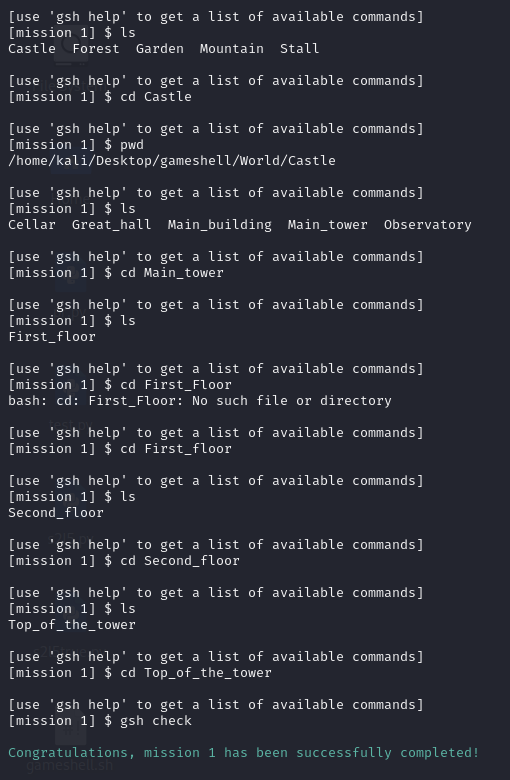 [use 'gsh help' to get a list of available commands]
[mission 1] $ ls
Castle  Forest  Garden  Mountain  Stall
[use 'gsh help' to get a list of available commands]
[mission 1] $ cd Castle
[use 'gsh help' to get a list of available commands]
[mission 1] $ pwd
/home/kali/Desktop/gameshell/World/Castle
[use 'gsh help' to get a list of available commands]
[mission 1] $ ls
Cellar  Great_hall  Main_building  Main_tower  Observatory
[use 'gsh help' to get a list of available commands]
[mission 1] $ cd Main_tower
[use 'gsh help' to get a list of available commands]
[mission 1] $ ls
First_floor
[use 'gsh help' to get a list of available commands]
[mission 1] $ cd First_Floor
bash: cd: First_Floor: No such file or directory
[use 'gsh help' to get a list of available commands]
[mission 1] $ cd First_floor
[use 'gsh help' to get a list of available commands]
[mission 1] $ ls
Second_floor
[use 'gsh help' to get a list of available commands]
[mission 1] $ cd Second_floor
[use 'gsh help' to get a list of available commands]
[mission 1] $ ls
Top_of_the_tower
[use 'gsh help' to get a list of available commands]
[mission 1] $ cd Top_of_the_tower
[use 'gsh help' to get a list of available commands]
[mission 1] $ gsh check
Congratulations, mission 1 has been successfully completed!
gameshell.sh